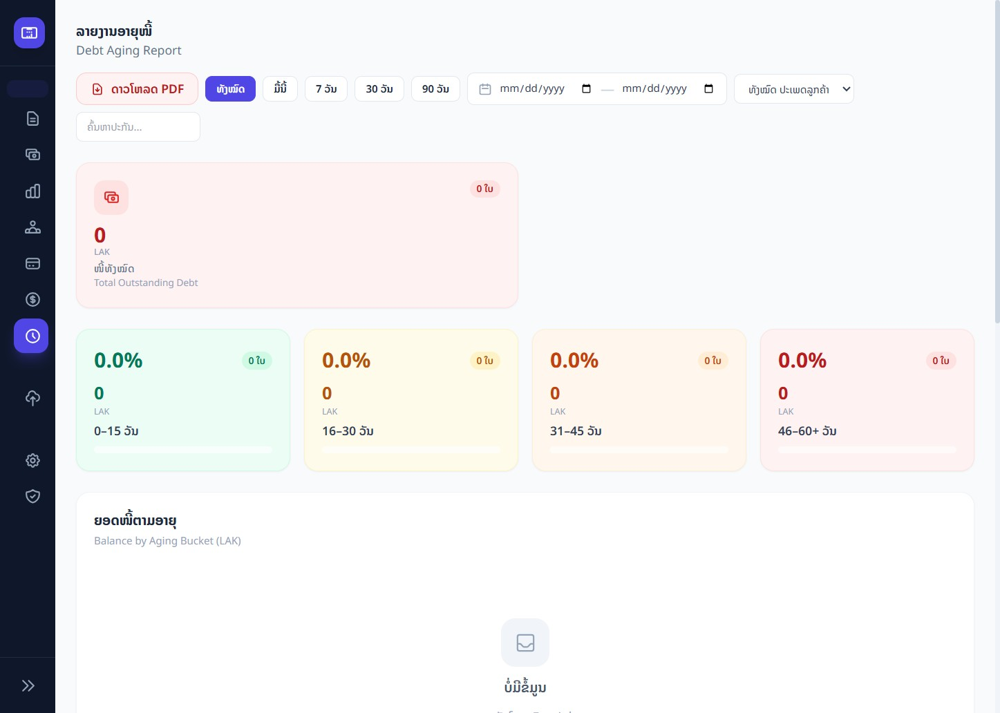 ລາຍງານອາຍຸໜີ້
Debt Aging Report
ດາວໂຫລດ PDF ທັງໝົດ ມື້ນີ້ 7 ວັນ 30 ວັນ 90 ວັນ mm/dd/yyyy — mm/dd/yyyy ທັງໝົດ ປະເພດລູກຄ້າ
ຄົ້ນຫາປະກັນ...
0 ໃບ
0
LAK
ໜີ້ທັງໝົດ
Total Outstanding Debt
0.0% 0 ໃບ
0
LAK
0–15 ວັນ
0.0% 0 ໃບ
0
LAK
16–30 ວັນ
0.0% 0 ໃບ
0
LAK
31–45 ວັນ
0.0% 0 ໃບ
0
LAK
46–60+ ວັນ
ຍອດໜີ້ຕາມອາຍຸ
Balance by Aging Bucket (LAK)
ບໍ່ມີຂໍ້ມູນ